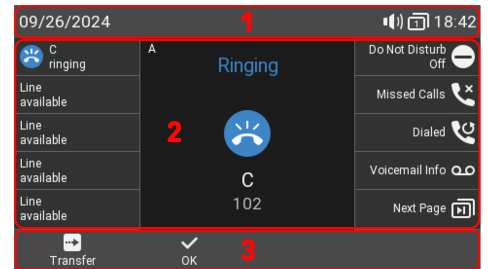 09/26/2024
1
1
18:42
C
ringing
Line
available
Line
available
Line
available
Line
available
A
Ringing
2
C
102
Do Not Disturb
Off
Missed Calls
Dialed
Voicemail Info
Next Page
Transfer
OK
3